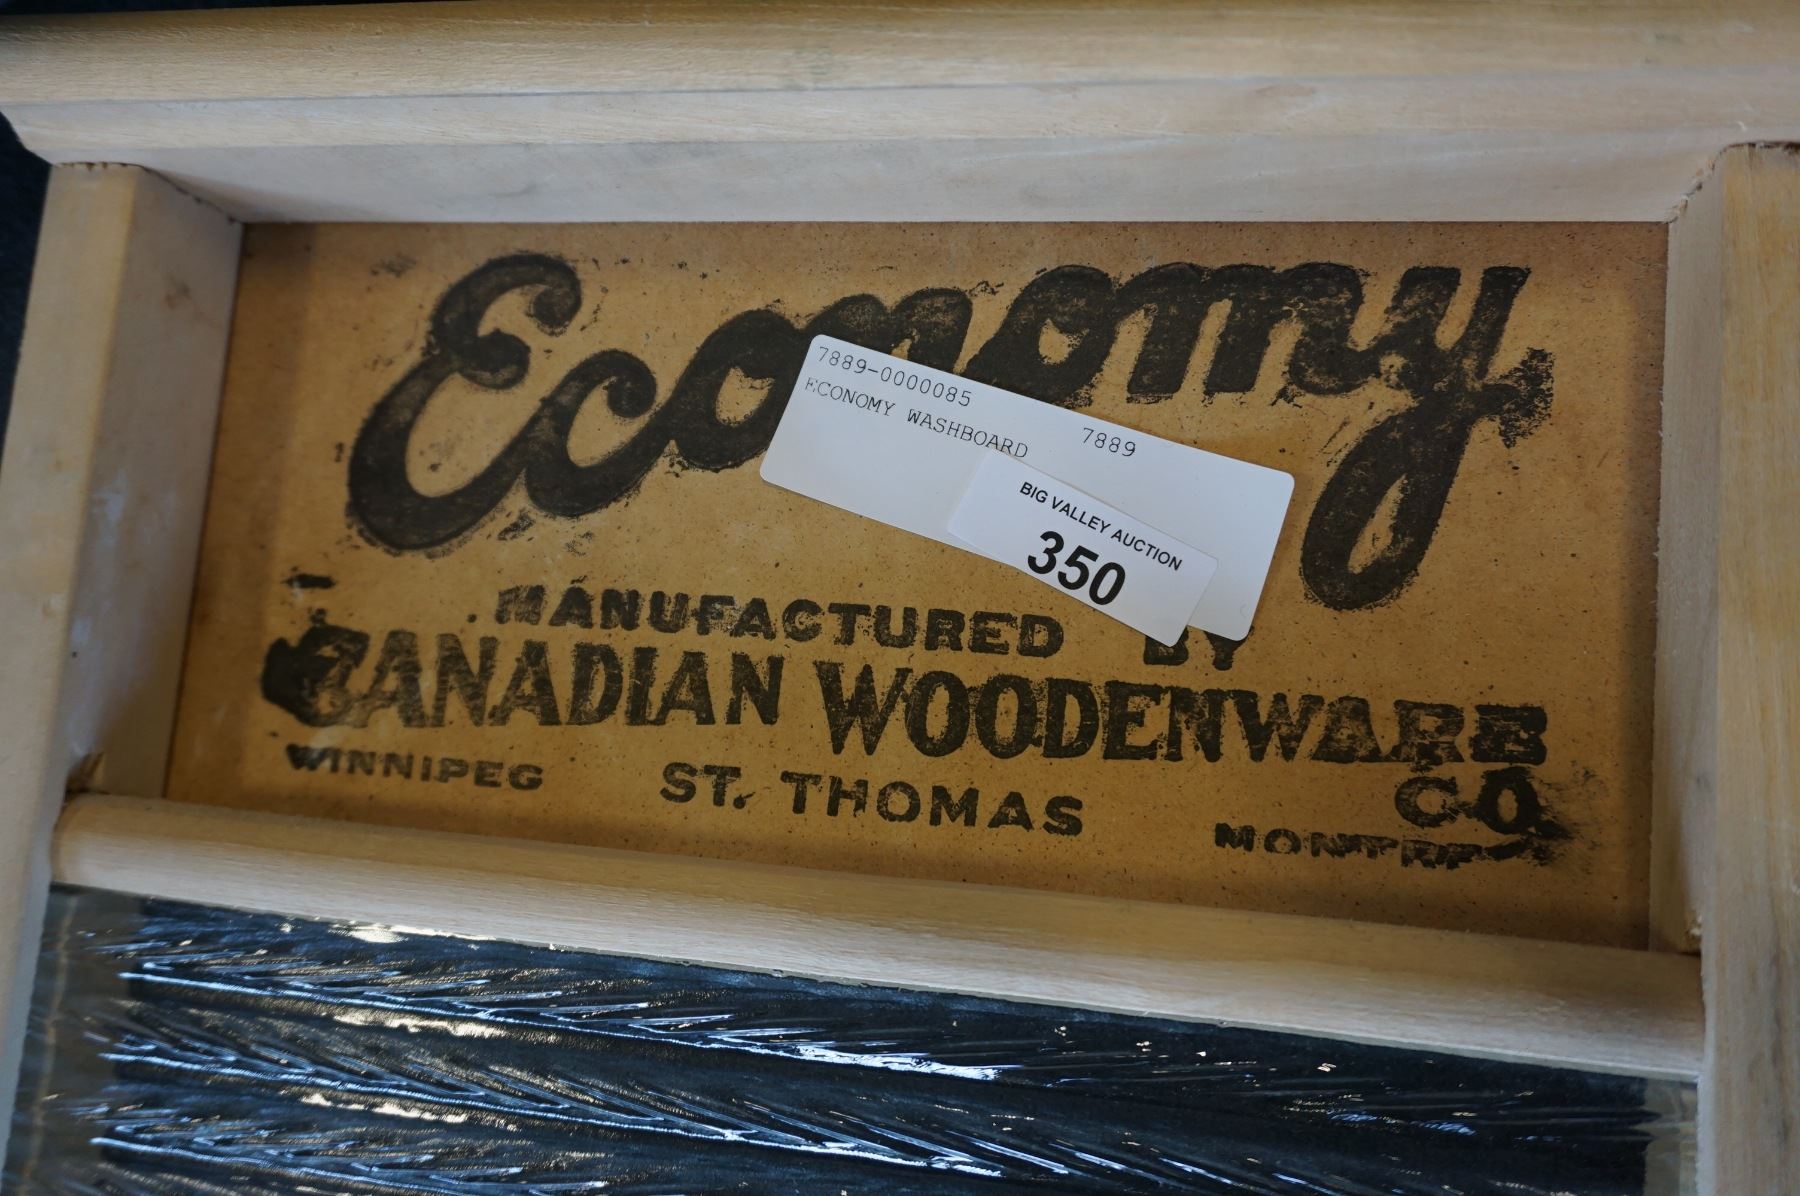 Economy
7889-0000085
ECONOMY WASHBOARD 7889
BIG VALLEY AUCTION
350
MANUFACTURED BY
CANADIAN WOODENWARE CO
WINNIPEG ST. THOMAS